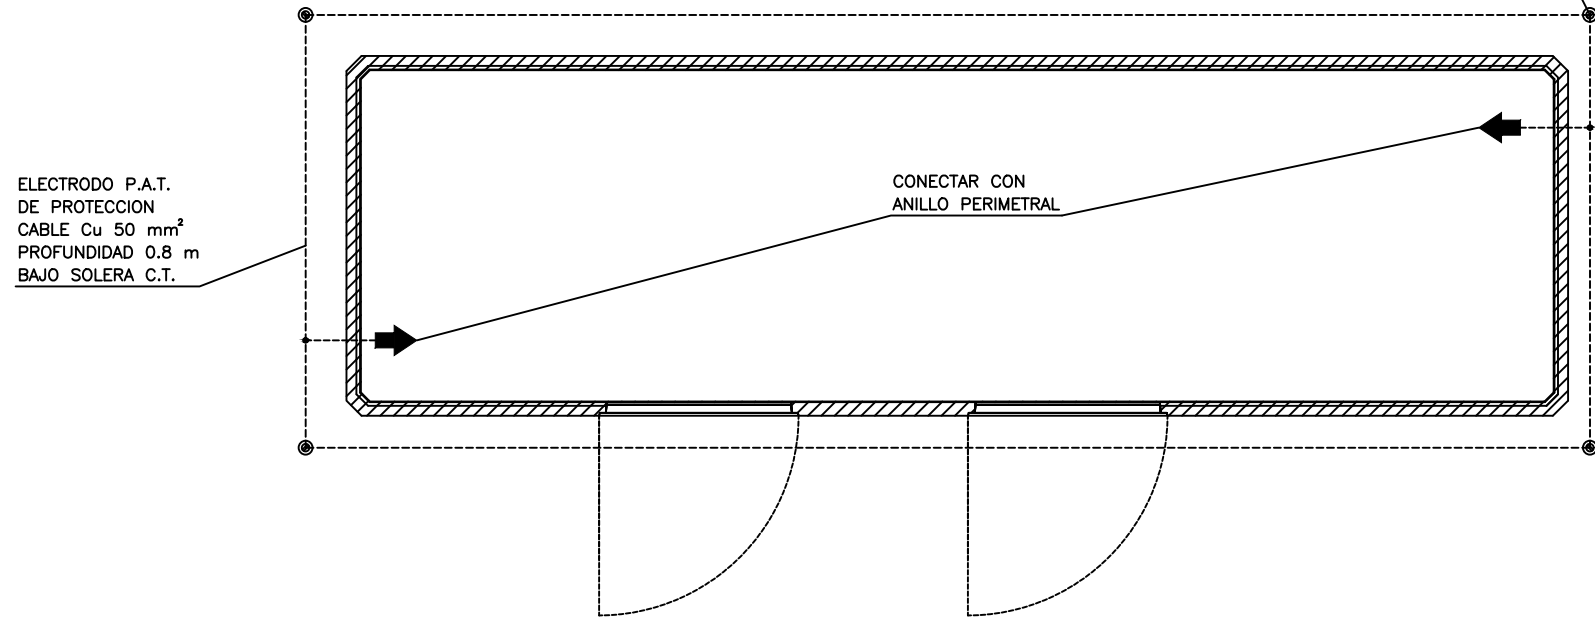 ELECTRODO P.A.T.
DE PROTECCION
CABLE Cu 50 mm²
PROFUNDIDAD 0.8 m
BAJO SOLERA C.T.
CONECTAR CON
ANILLO PERIMETRAL